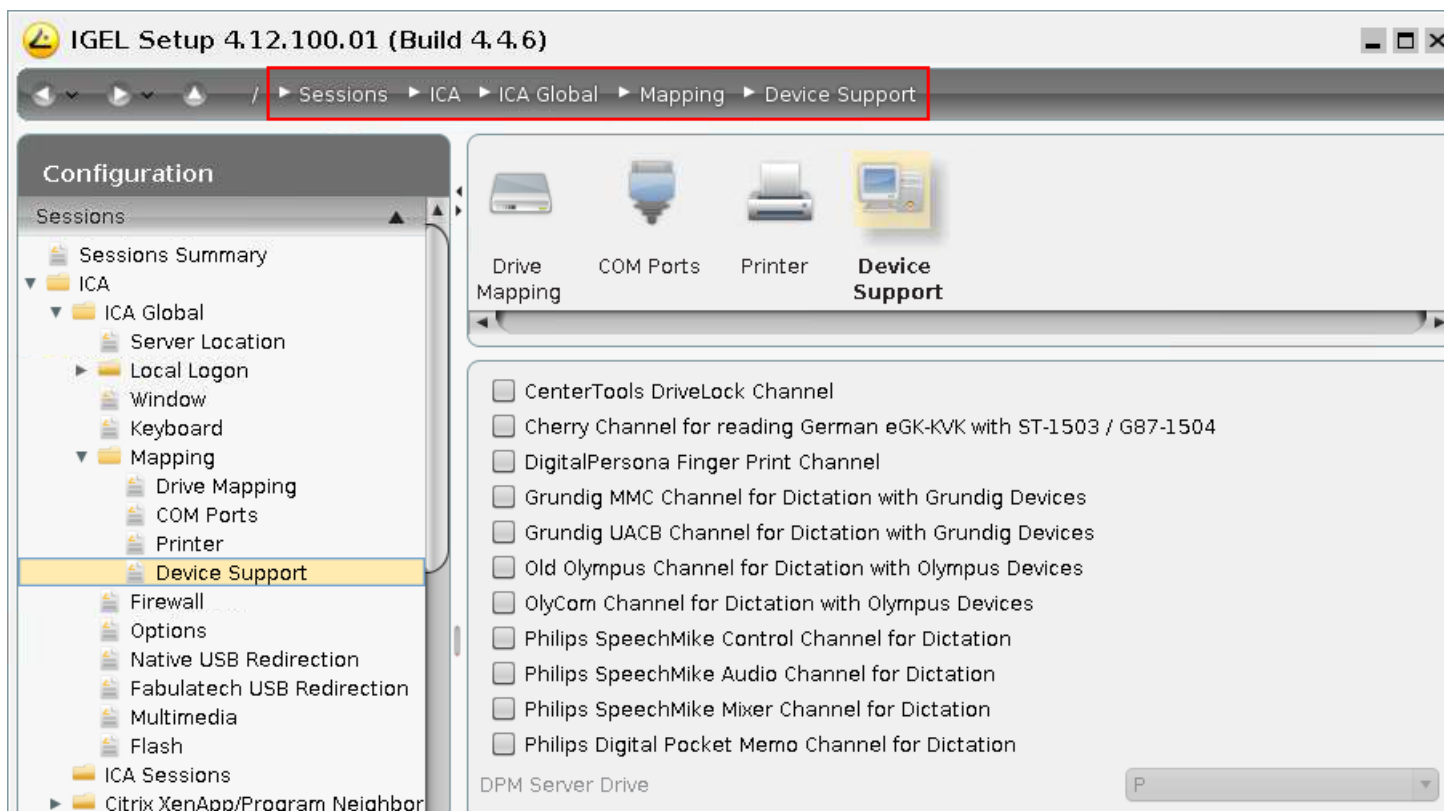 IGEL Setup 4.12.100.01 (Build 4.4.6)
/ Sessions ICA ICA Global Mapping Device Support
Configuration
Sessions
Sessions Summary
ICA
ICA Global
Server Location
Local Logon
Window
Keyboard
Mapping
Drive Mapping
COM Ports
Printer
Device Support
Firewall
Options
Native USB Redirection
Fabulatech USB Redirection
Multimedia
Flash
ICA Sessions
Citrix XenApp/Program Neighbor
Drive Mapping
COM Ports
Printer
Device Support
CenterTools DriveLock Channel
Cherry Channel for reading German eGK-KVK with ST-1503 / G87-1504
DigitalPersona Finger Print Channel
Grundig MMC Channel for Dictation with Grundig Devices
Grundig UACB Channel for Dictation with Grundig Devices
Old Olympus Channel for Dictation with Olympus Devices
OlyCom Channel for Dictation with Olympus Devices
Philips SpeechMike Control Channel for Dictation
Philips SpeechMike Audio Channel for Dictation
Philips SpeechMike Mixer Channel for Dictation
Philips Digital Pocket Memo Channel for Dictation
DPM Server Drive P